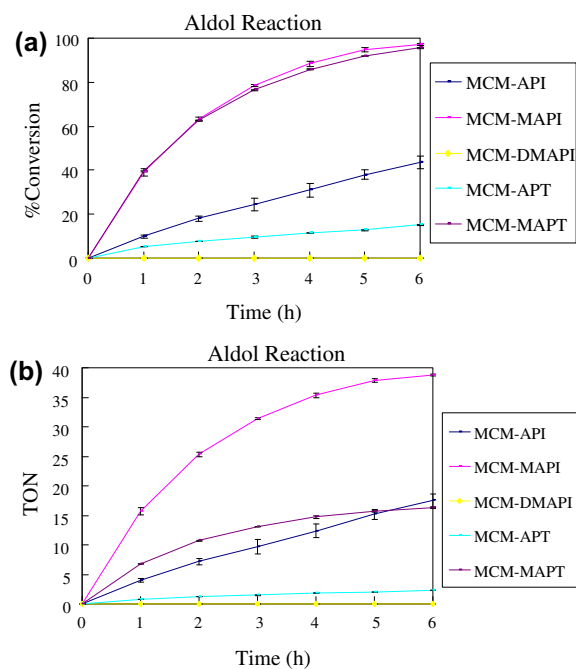 (a)
Aldol Reaction
100
80
60
40
20
0
%Conversion
0 1 2 3 4 5 6
Time (h)
MCM-API
MCM-MAPI
MCM-DMAPI
MCM-APT
MCM-MAPT
(b)
Aldol Reaction
40
35
30
25
20
15
10
5
0
TON
0 1 2 3 4 5 6
Time (h)
MCM-API
MCM-MAPI
MCM-DMAPI
MCM-APT
MCM-MAPT